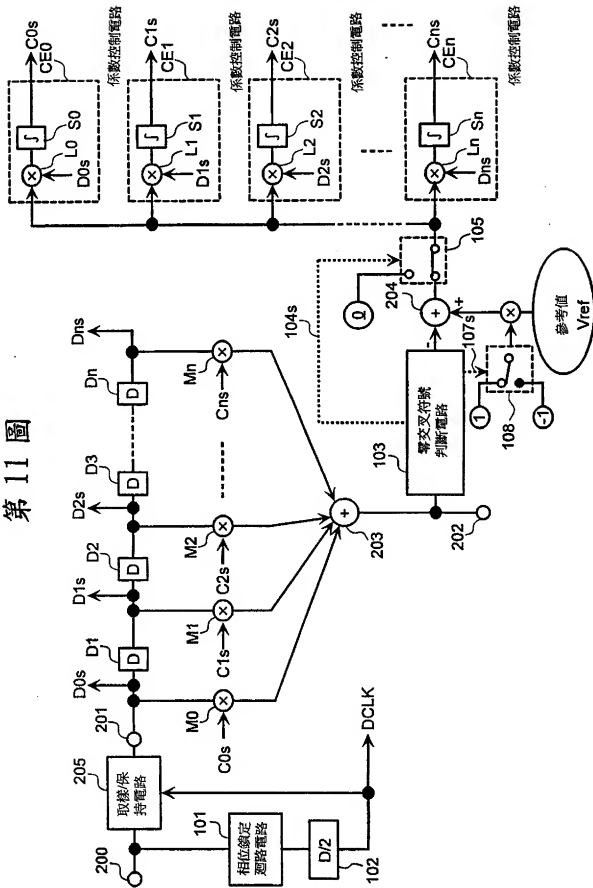 第 11 圖
200
取樣/保
持電路
205
201
相位鎖定
迴路電路
101
D/2
102
DCLK
D0s
D1
D
D1s
D2
D
D2s
D3
D
Dn
D
Dns
M0
C0s
M1
C1s
M2
C2s
Mn
Cns
203
202
零交叉符號
判斷電路
103
104s
107s
108
1
-1
參考值
Vref
204
-
+
0
105
L0
S0
D0s
C0s
CE0
係數控制電路
L1
S1
D1s
C1s
CE1
係數控制電路
L2
S2
D2s
C2s
CE2
係數控制電路
Ln
Sn
Dns
Cns
CEn
係數控制電路